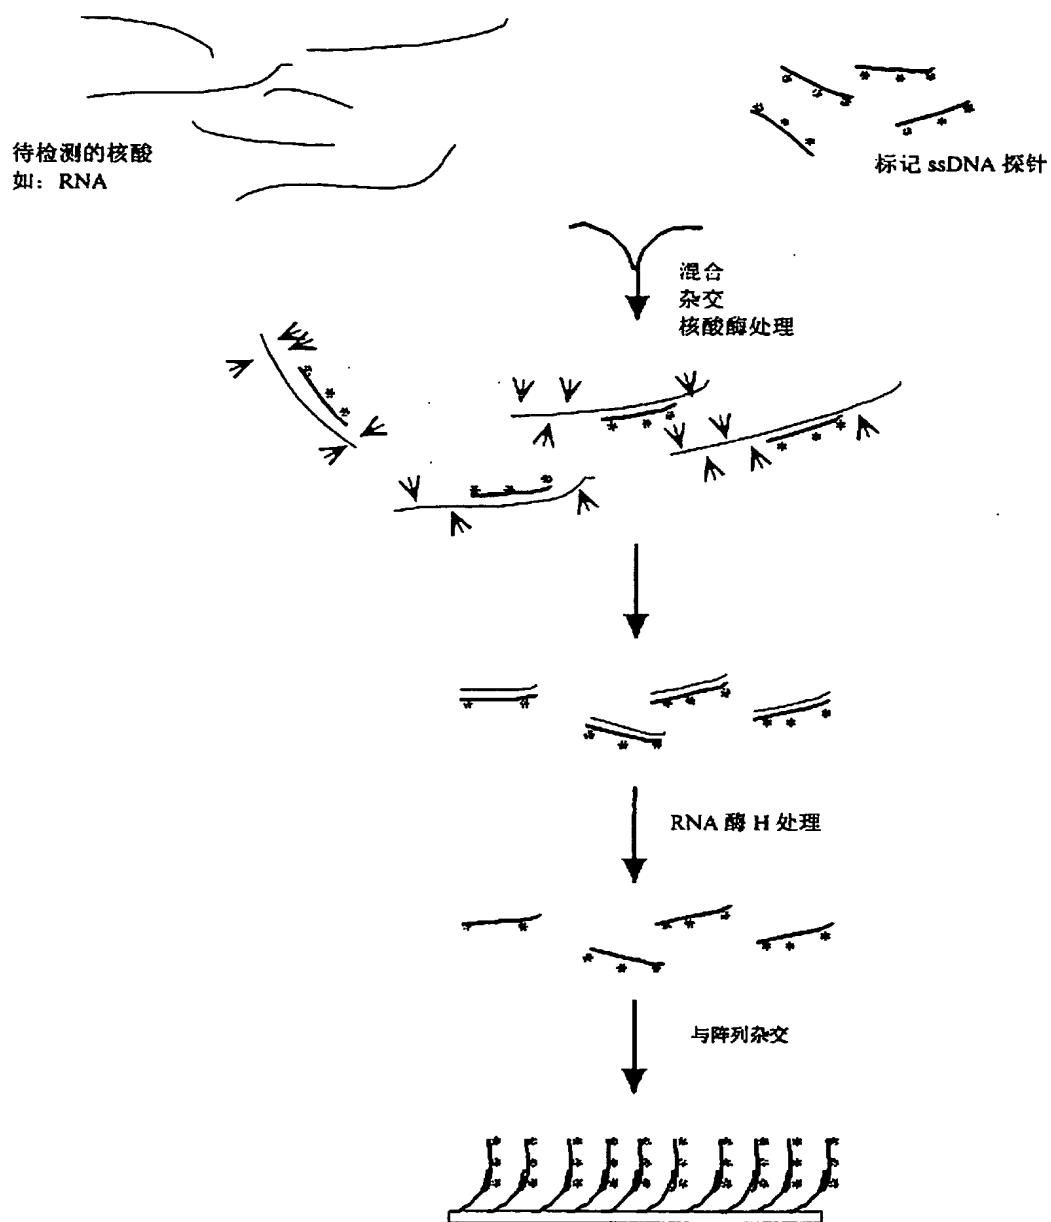 待检测的核酸
如：RNA
标记 ssDNA 探针
混合
杂交
核酸酶处理
RNA 酶 H 处理
与阵列杂交